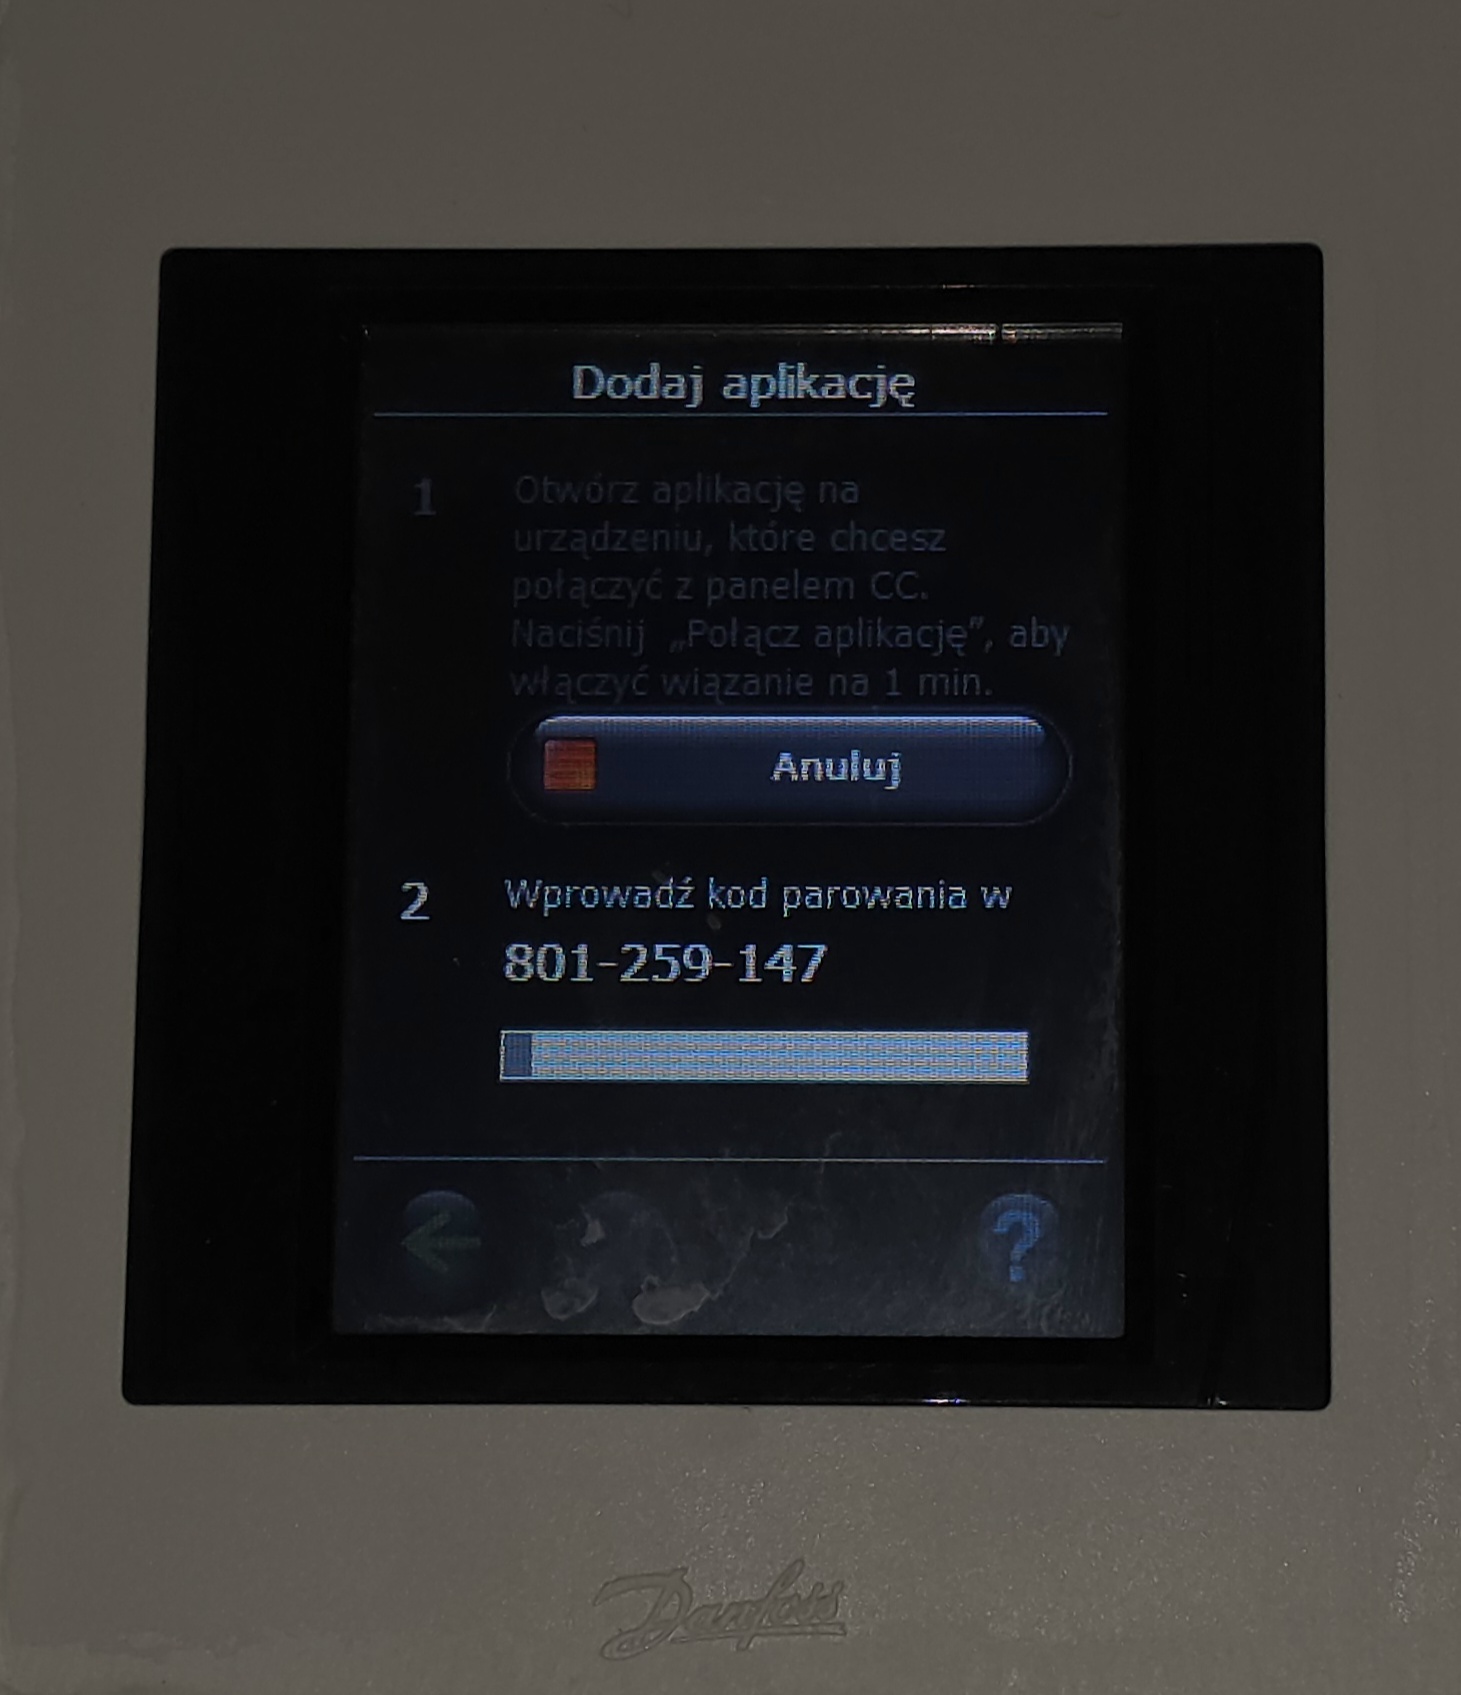 Dodaj aplikację
1
Otwórz aplikację na
urządzeniu, które chcesz
połączyć z panelem CC.
Naciśnij „Połącz aplikację”, aby
włączyć wiązanie na 1 min.
Anuluj
2
Wprowadź kod parowania w
801-259-147
?
Danfoss